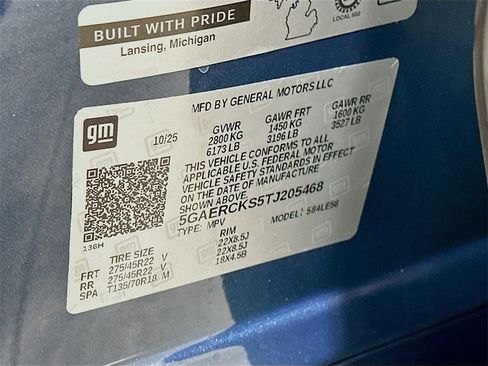 BUILT WITH PRIDE
Lansing, Michigan
LOCAL 602
MFD BY GENERAL MOTORS LLC
gm
10/25
GVWR GAWR FRT GAWR RR
2800KG 1450 KG 1600 KG
6173 LB 3196 LB 3527 LB
THIS VEHICLE CONFORMS TO ALL
APPLICABLE U.S. FEDERAL MOTOR
VEHICLE SAFETY STANDARDS IN EFFECT
ON THE DATE OF MANUFACTURE
SHOWN ABOVE.
5GAERCKS5TJ205468
TYPE: MPV MODEL: 584LE56
136H
TIRE SIZE RIM
FRT 275/45R22 V 22X8.5J
RR 275/45R22 V 22X8.5J
SPA T135/70R18 M 18X4.5B